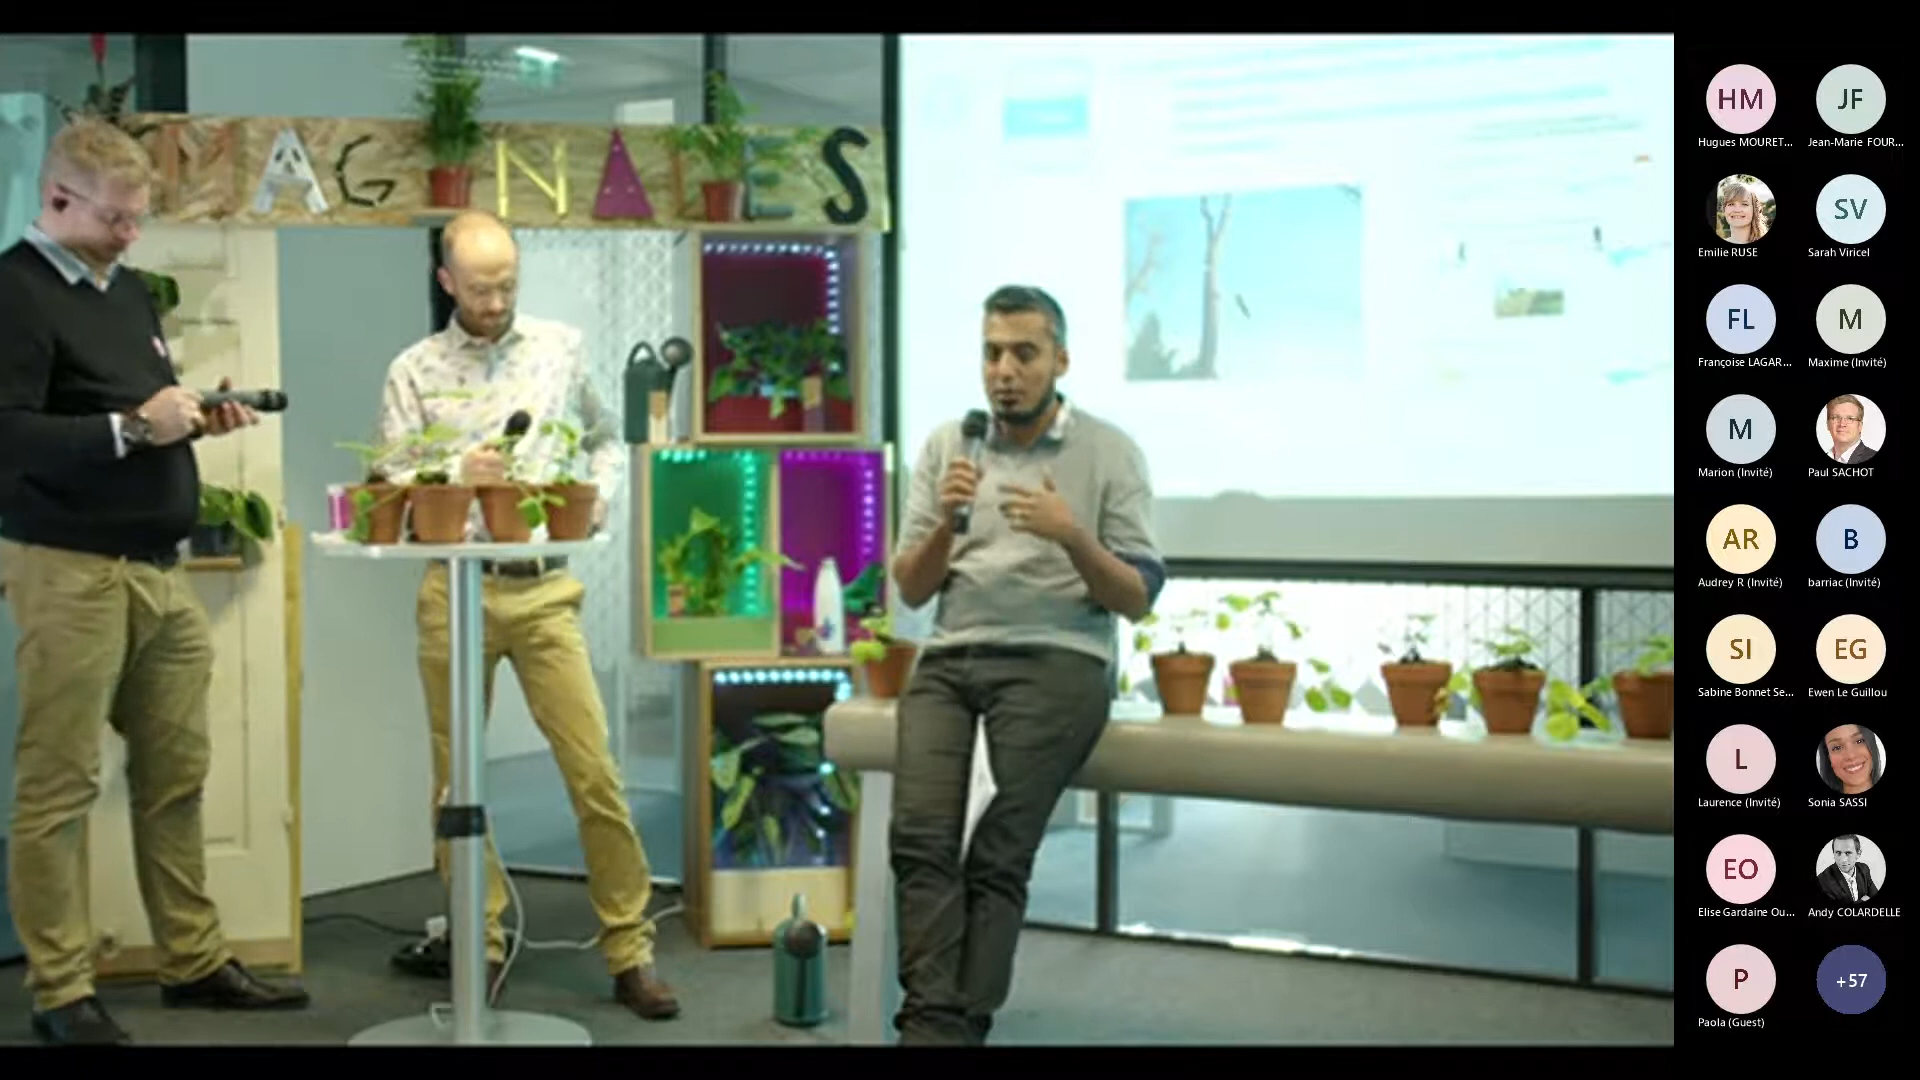 MAGINALES
HM
JF
Hugues MOURET...
Jean-Marie FOUR...
Emilie RUSE
SV
Sarah Viricel
FL
M
Françoise LAGAR...
Maxime (Invité)
M
Marion (Invité)
Paul SACHOT
AR
B
Audrey R (Invité)
barriac (Invité)
SI
EG
Sabine Bonnet Se...
Ewen Le Guillou
L
Laurence (Invité)
Sonia SASSI
EO
Elise Gardaine Ou...
Andy COLARDELLE
P
+57
Paola (Guest)